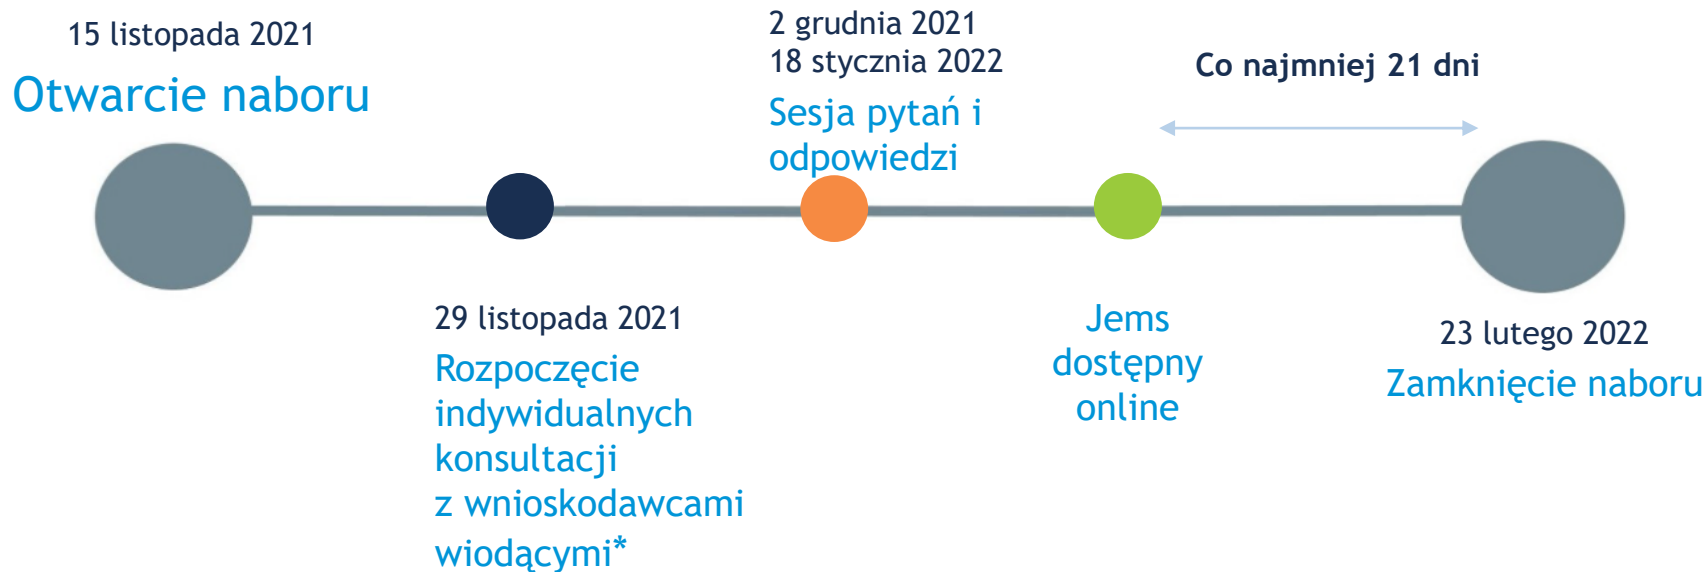 15 listopada 2021
Otwarcie naboru
2 grudnia 2021
18 stycznia 2022
Sesja pytań i
odpowiedzi
Co najmniej 21 dni
29 listopada 2021
Rozpoczęcie
indywidualnych
konsultacji
z wnioskodawcami
wiodącymi*
Jems
dostępny
online
23 lutego 2022
Zamknięcie naboru